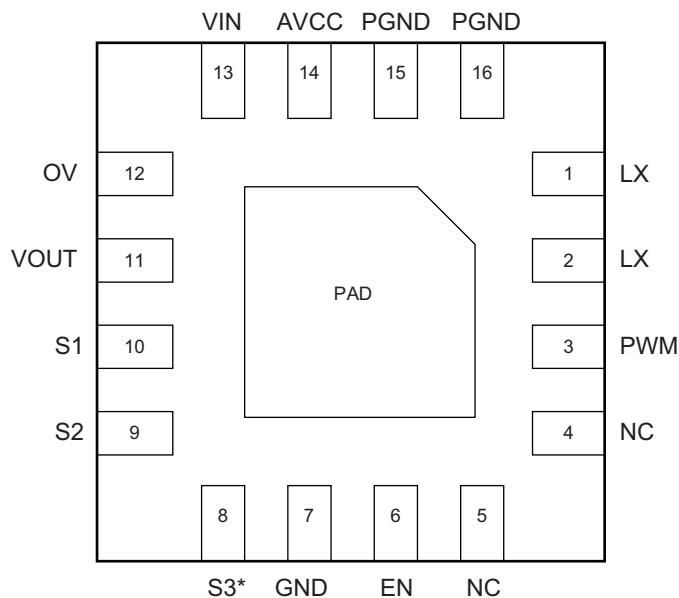 VIN AVCC PGND PGND
13 14 15 16
OV 12 1 LX
VOUT 11 2 LX
PAD
S1 10 3 PWM
S2 9 4 NC
8 7 6 5
S3* GND EN NC